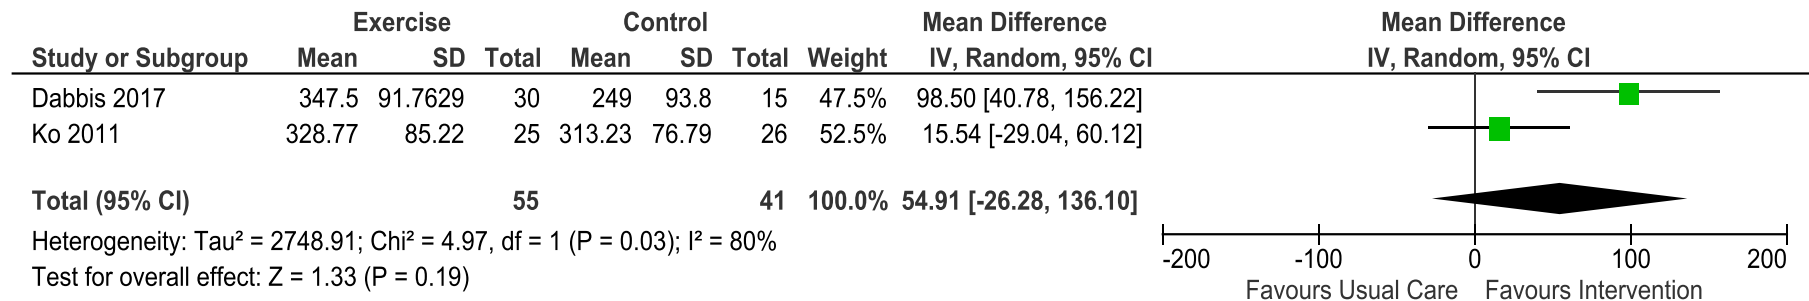 Exercise Control Mean Difference Mean Difference
Study or Subgroup Mean SD Total Mean SD Total Weight IV, Random, 95% CI IV, Random, 95% CI
Dabbis 2017 347.5 91.7629 30 249 93.8 15 47.5% 98.50 [40.78, 156.22]
Ko 2011 328.77 85.22 25 313.23 76.79 26 52.5% 15.54 [-29.04, 60.12]
Total (95% CI) 55 41 100.0% 54.91 [-26.28, 136.10]
Heterogeneity: Tau² = 2748.91; Chi² = 4.97, df = 1 (P = 0.03); I² = 80%
Test for overall effect: Z = 1.33 (P = 0.19)
-200 -100 0 100 200
Favours Usual Care Favours Intervention